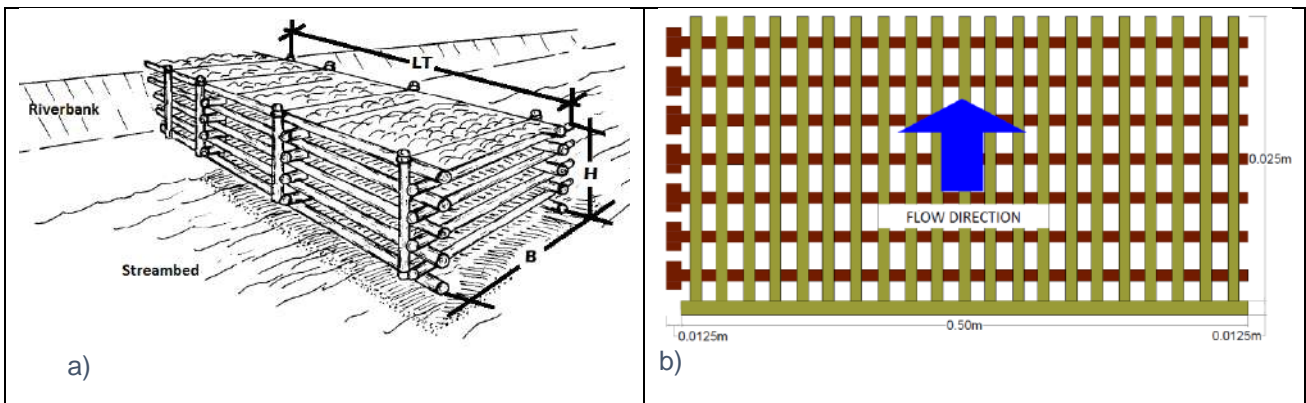 LT
Riverbank
H
B
Streambed
a)
b)
0.025m
FLOW DIRECTION
0.50m
0.0125m
0.0125m